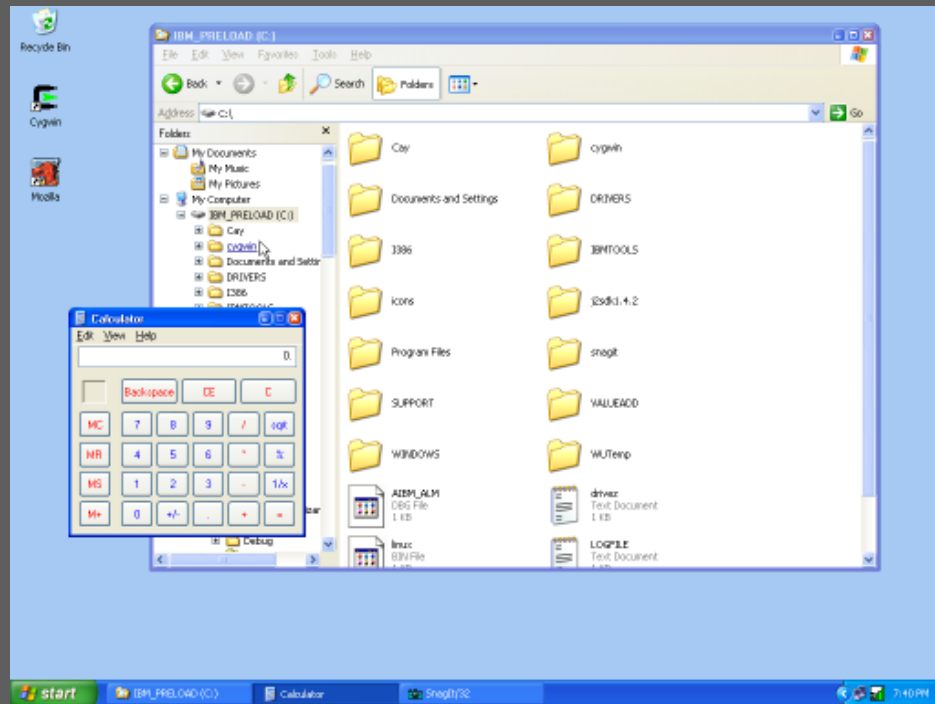 Recycle Bin
Cygwin
Mozilla
IBM_PRELOAD (C:)
File Edit View Favorites Tools Help
Back Search Folders
Address C:\ Go
Folders
My Documents
My Music
My Pictures
My Computer
IBM_PRELOAD (C:)
Cay
cygwin
Documents and Settir
DRIVERS
I386
Debug
Cay cygwin
Documents and Settings DRIVERS
I386 IBMTOOLS
icons j2sdk1.4.2
Program Files snagit
SUPPORT VALUEADD
WINDOWS WUTemp
AIBM_ALM
DBG File
1 KB
drivez
Text Document
1 KB
linux
BIN File
LOGFILE
Text Document
Calculator
Edit View Help
0.
Backspace CE C
MC 7 8 9 / sqrt
MR 4 5 6 * %
MS 1 2 3 - 1/x
M+ 0 +/- . + =
start IBM_PRELOAD (C:) Calculator SnagIt/32 7:40 PM